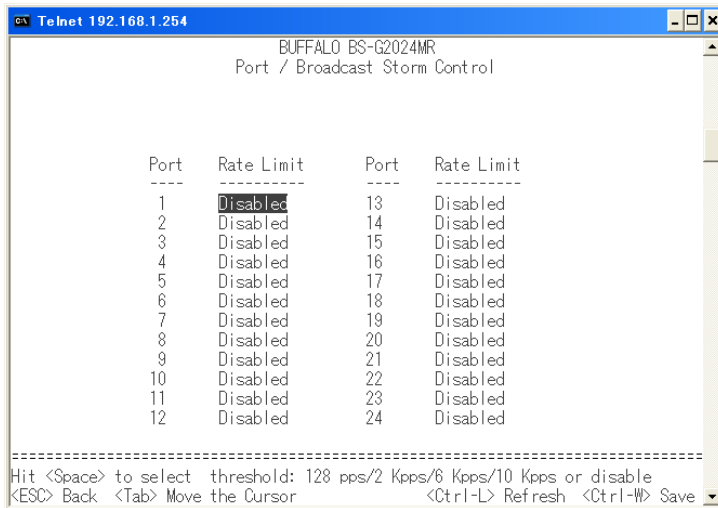 Telnet 192.168.1.254
BUFFALO BS-G2024MR
Port / Broadcast Storm Control
Port Rate Limit Port Rate Limit
---- ---------- ---- ----------
1 Disabled 13 Disabled
2 Disabled 14 Disabled
3 Disabled 15 Disabled
4 Disabled 16 Disabled
5 Disabled 17 Disabled
6 Disabled 18 Disabled
7 Disabled 19 Disabled
8 Disabled 20 Disabled
9 Disabled 21 Disabled
10 Disabled 22 Disabled
11 Disabled 23 Disabled
12 Disabled 24 Disabled
================================================================================
Hit <Space> to select threshold: 128 pps/2 Kpps/6 Kpps/10 Kpps or disable
<ESC> Back <Tab> Move the Cursor <Ctrl-L> Refresh <Ctrl-W> Save